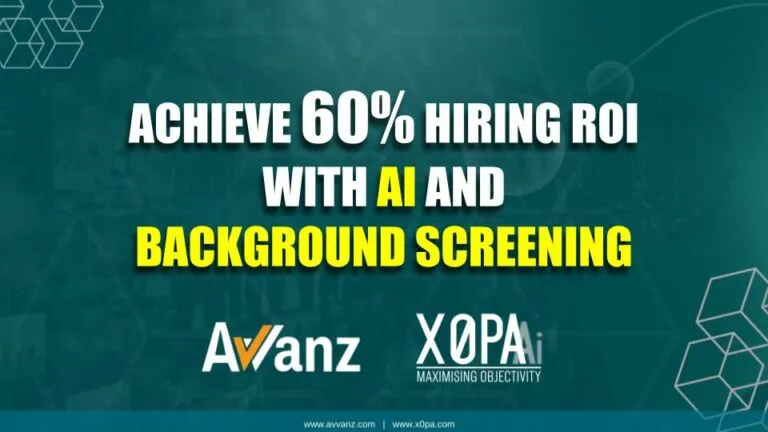 ACHIEVE 60% HIRING ROI
WITH AI AND
BACKGROUND SCREENING
Avvanz
X0PA Ai
MAXIMISING OBJECTIVITY
www.avvanz.com | www.x0pa.com